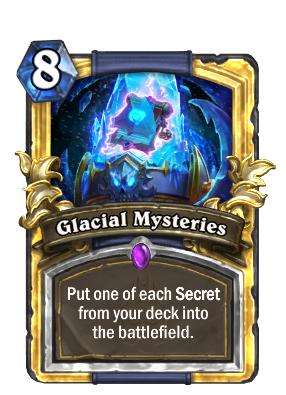 8
Glacial Mysteries
Put one of each Secret
from your deck into
the battlefield.